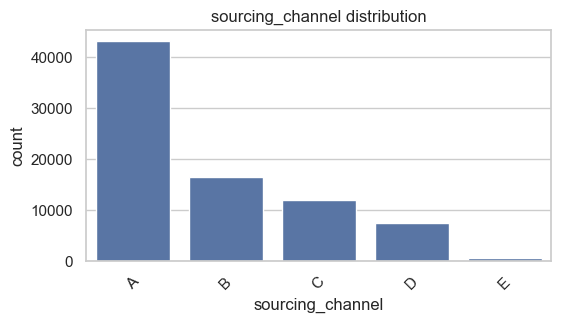 sourcing_channel distribution
40000
30000
20000
10000
0
count
A
B
C
D
E
sourcing_channel